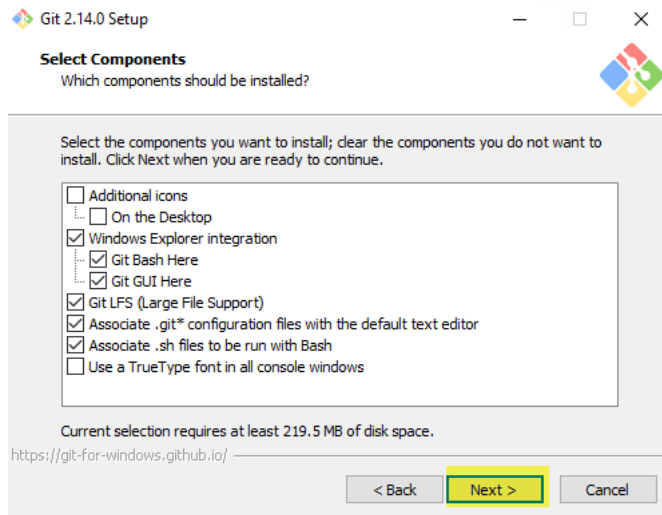 Git 2.14.0 Setup
Select Components
Which components should be installed?
Select the components you want to install; clear the components you do not want to
install. Click Next when you are ready to continue.
Additional icons
On the Desktop
Windows Explorer integration
Git Bash Here
Git GUI Here
Git LFS (Large File Support)
Associate .git* configuration files with the default text editor
Associate .sh files to be run with Bash
Use a TrueType font in all console windows
Current selection requires at least 219.5 MB of disk space.
https://git-for-windows.github.io/
< Back Next > Cancel